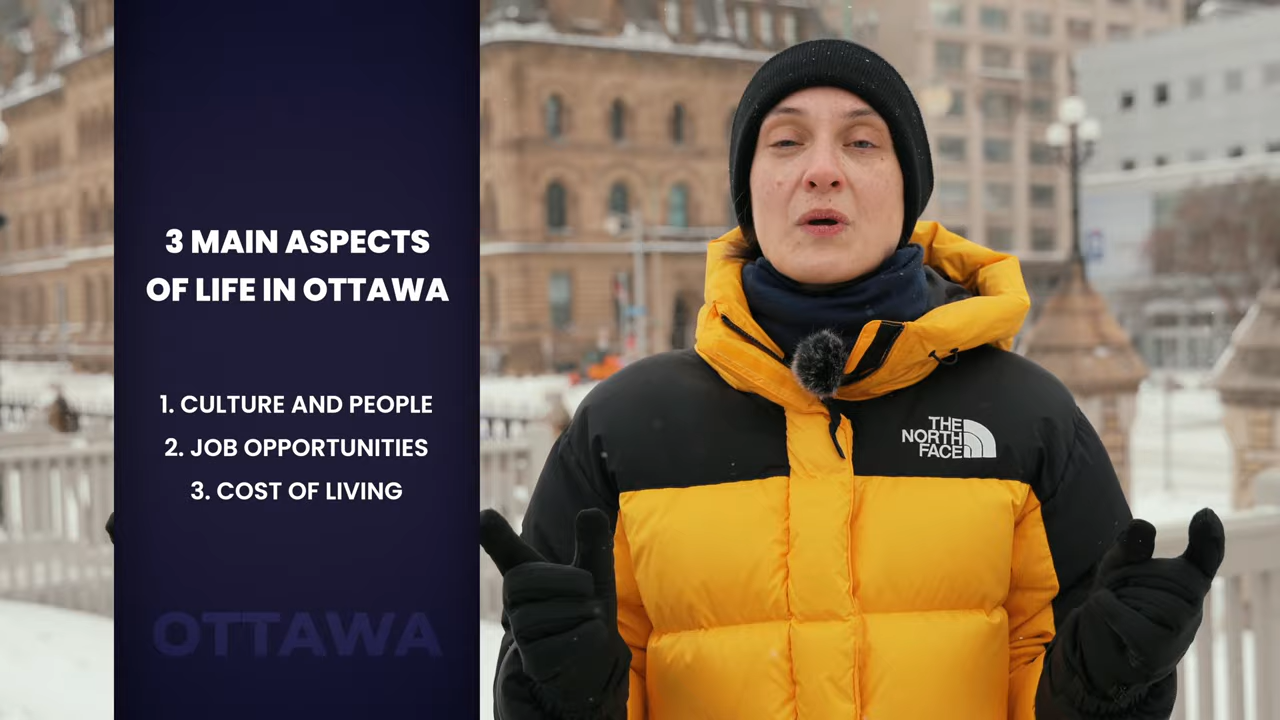 3 MAIN ASPECTS
OF LIFE IN OTTAWA
1. CULTURE AND PEOPLE
2. JOB OPPORTUNITIES
3. COST OF LIVING
OTTAWA
THE
NORTH
FACE